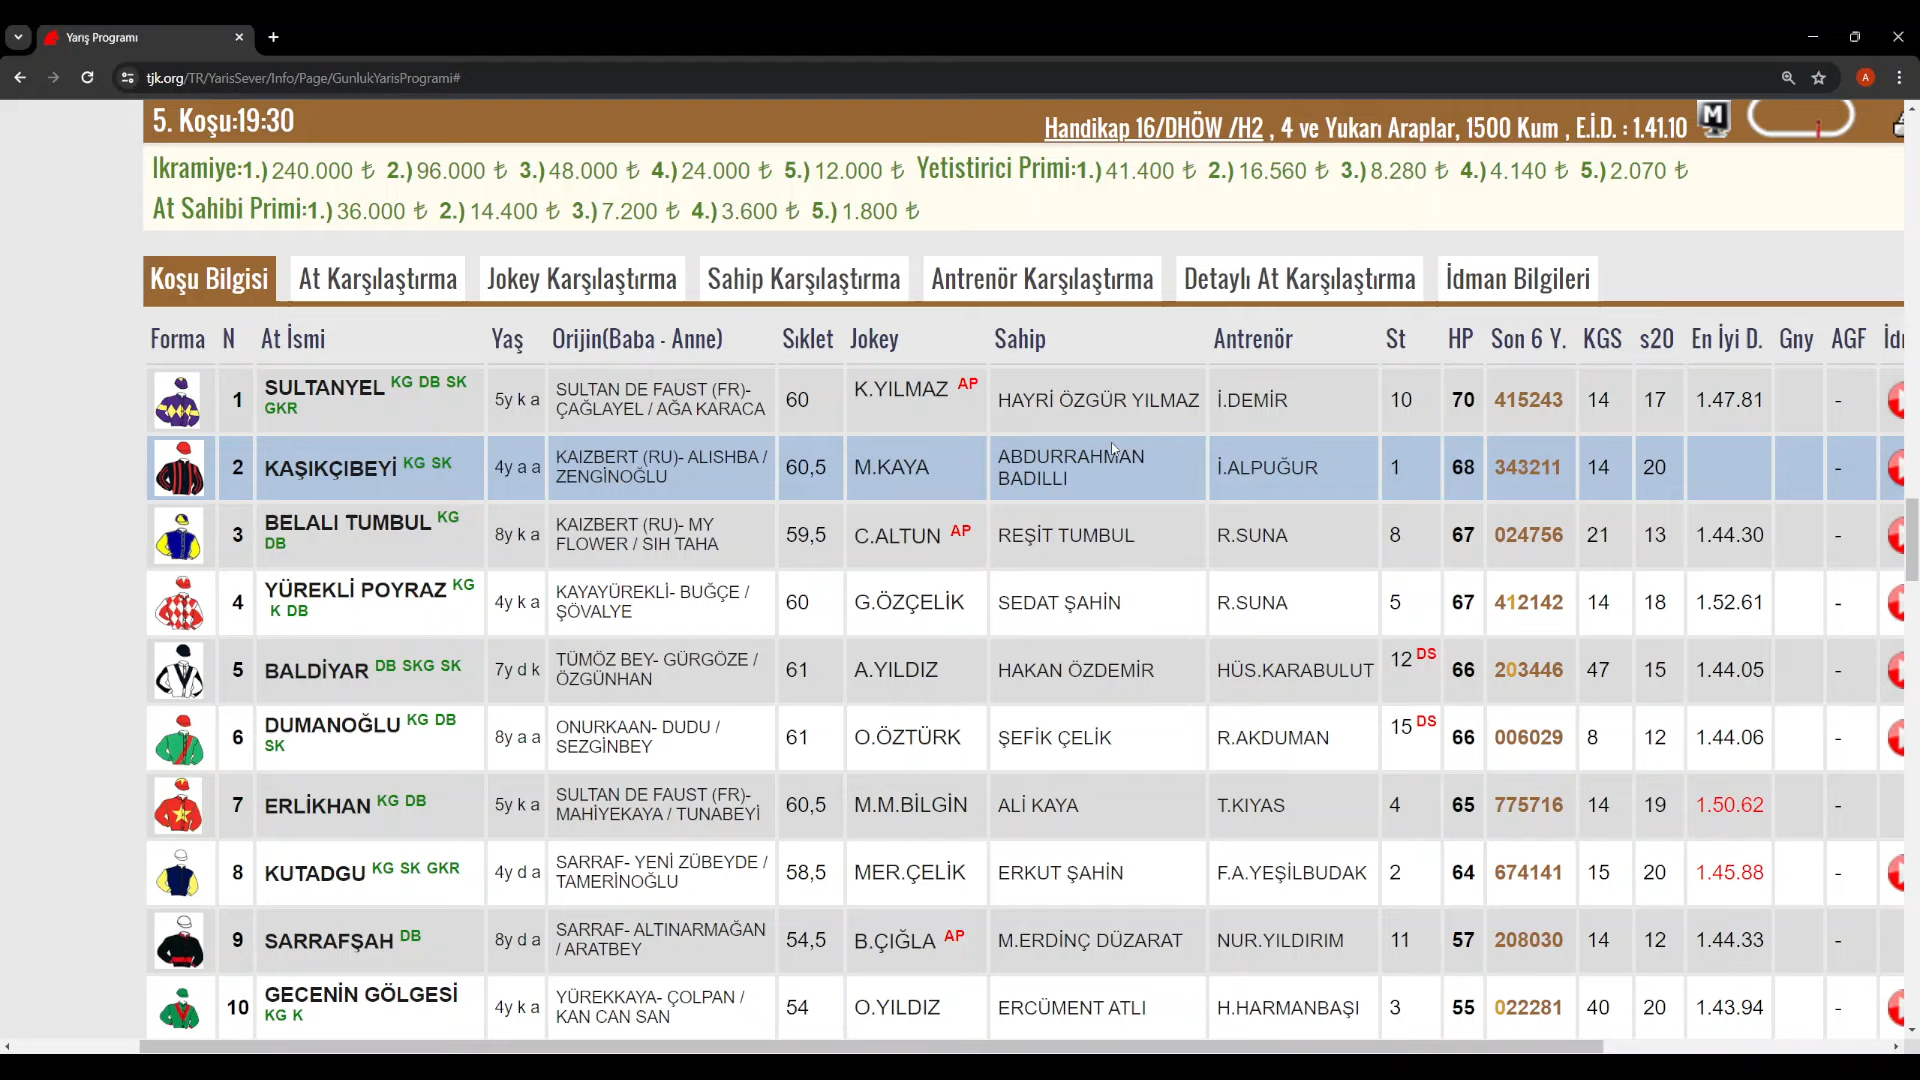 Yarış Programı
tjk.org/TR/YarisSever/Info/Page/GunlukYarisProgrami#
A
5. Koşu:19:30
Handikap 16/DHÖW /H2 , 4 ve Yukarı Araplar, 1500 Kum , E.İ.D. : 1.41.10
M
Ikramiye:1.) 240.000 ₺ 2.) 96.000 ₺ 3.) 48.000 ₺ 4.) 24.000 ₺ 5.) 12.000 ₺ Yetistirici Primi:1.) 41.400 ₺ 2.) 16.560 ₺ 3.) 8.280 ₺ 4.) 4.140 ₺ 5.) 2.070 ₺
At Sahibi Primi:1.) 36.000 ₺ 2.) 14.400 ₺ 3.) 7.200 ₺ 4.) 3.600 ₺ 5.) 1.800 ₺
Koşu Bilgisi At Karşılaştırma Jokey Karşılaştırma Sahip Karşılaştırma Antrenör Karşılaştırma Detaylı At Karşılaştırma İdman Bilgileri
Forma N At İsmi Yaş Orijin(Baba - Anne) Sıklet Jokey Sahip Antrenör St HP Son 6 Y. KGS s20 En İyi D. Gny AGF
1 SULTANYEL KG DB SK GKR 5y k a SULTAN DE FAUST (FR)- ÇAĞLAYEL / AĞA KARACA 60 K.YILMAZ AP HAYRİ ÖZGÜR YILMAZ İ.DEMİR 10 70 415243 14 17 1.47.81 -
2 KAŞIKÇIBEYİ KG SK 4y a a KAIZBERT (RU)- ALISHBA / ZENGİNOĞLU 60,5 M.KAYA ABDURRAHMAN BADILLI İ.ALPUĞUR 1 68 343211 14 20 -
3 BELALI TUMBUL KG DB 8y k a KAIZBERT (RU)- MY FLOWER / SIH TAHA 59,5 C.ALTUN AP REŞİT TUMBUL R.SUNA 8 67 024756 21 13 1.44.30 -
4 YÜREKLİ POYRAZ KG K DB 4y k a KAYAYÜREKLİ- BUĞÇE / ŞÖVALYE 60 G.ÖZÇELİK SEDAT ŞAHİN R.SUNA 5 67 412142 14 18 1.52.61 -
5 BALDİYAR DB SKG SK 7y d k TÜMÖZ BEY- GÜRGÖZE / ÖZGÜNHAN 61 A.YILDIZ HAKAN ÖZDEMİR HÜS.KARABULUT 12 DS 66 203446 47 15 1.44.05 -
6 DUMANOĞLU KG DB SK 8y a a ONURKAAN- DUDU / SEZGİNBEY 61 O.ÖZTÜRK ŞEFİK ÇELİK R.AKDUMAN 15 DS 66 006029 8 12 1.44.06 -
7 ERLİKHAN KG DB 5y k a SULTAN DE FAUST (FR)- MAHİYEKAYA / TUNABEYİ 60,5 M.M.BİLGİN ALİ KAYA T.KIYAS 4 65 775716 14 19 1.50.62 -
8 KUTADGU KG SK GKR 4y d a SARRAF- YENİ ZÜBEYDE / TAMERİNOĞLU 58,5 MER.ÇELİK ERKUT ŞAHİN F.A.YEŞİLBUDAK 2 64 674141 15 20 1.45.88 -
9 SARRAFŞAH DB 8y d a SARRAF- ALTINARMAĞAN / ARATBEY 54,5 B.ÇIĞLA AP M.ERDİNÇ DÜZARAT NUR.YILDIRIM 11 57 208030 14 12 1.44.33 -
10 GECENİN GÖLGESİ KG K 4y k a YÜREKKAYA- ÇOLPAN / KAN CAN SAN 54 O.YILDIZ ERCÜMENT ATLI H.HARMANBAŞI 3 55 022281 40 20 1.43.94 -